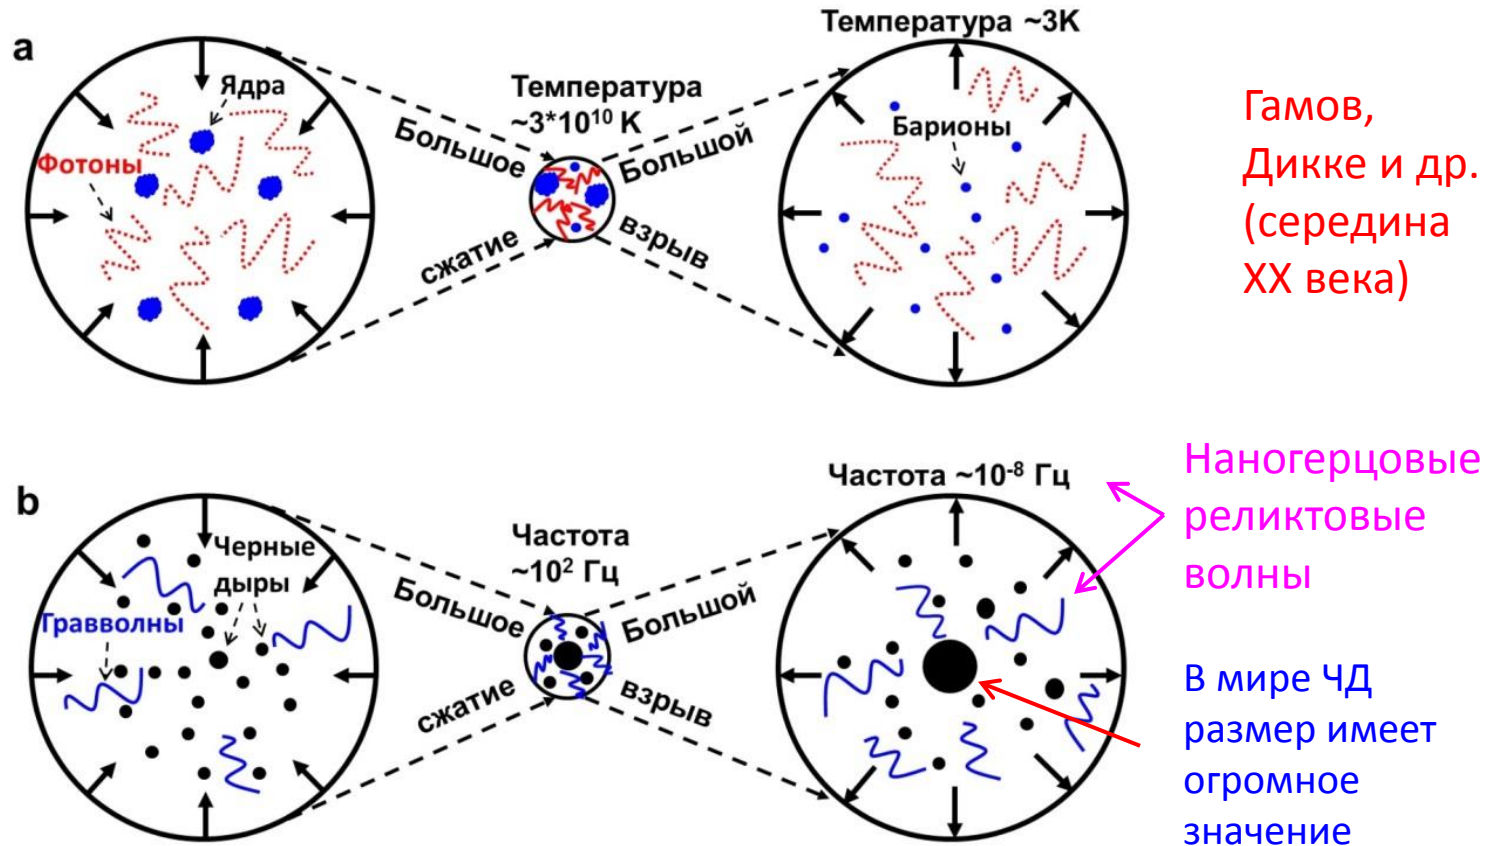 a
Ядра
Фотоны
Большое
сжатие
Температура
~3*10¹⁰ K
Большой
взрыв
Температура ~3K
Барионы
Гамов,
Дикке и др.
(середина
XX века)
b
Черные
дыры
Гравволны
Большое
сжатие
Частота
~10² Гц
Большой
взрыв
Частота ~10⁻⁸ Гц
Наногерцовые
реликтовые
волны
В мире ЧД
размер имеет
огромное
значение